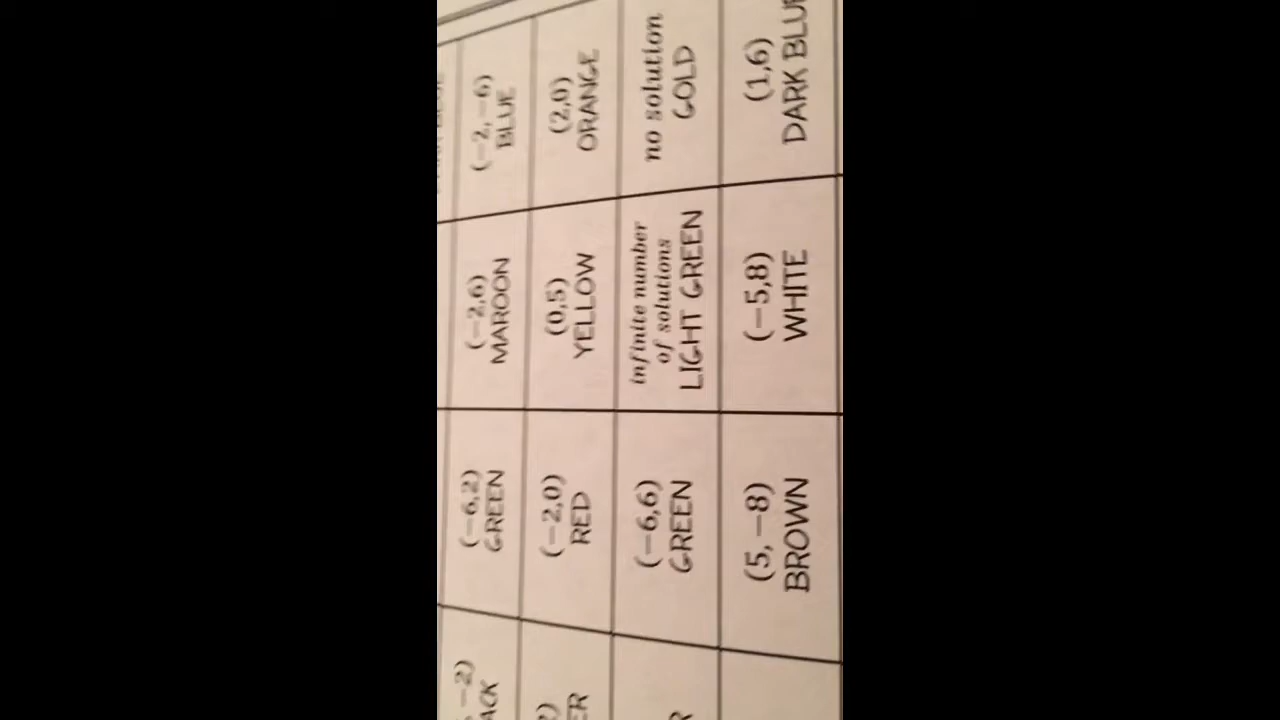 (−6,2)
GREEN
(−2,6)
MAROON
(−2,−6)
BLUE
(−2,0)
RED
(0,5)
YELLOW
(2,0)
ORANGE
(−6,6)
GREEN
infinite number
of solutions
LIGHT GREEN
no solution
GOLD
(5,−8)
BROWN
(−5,8)
WHITE
(1,6)
DARK BLUE